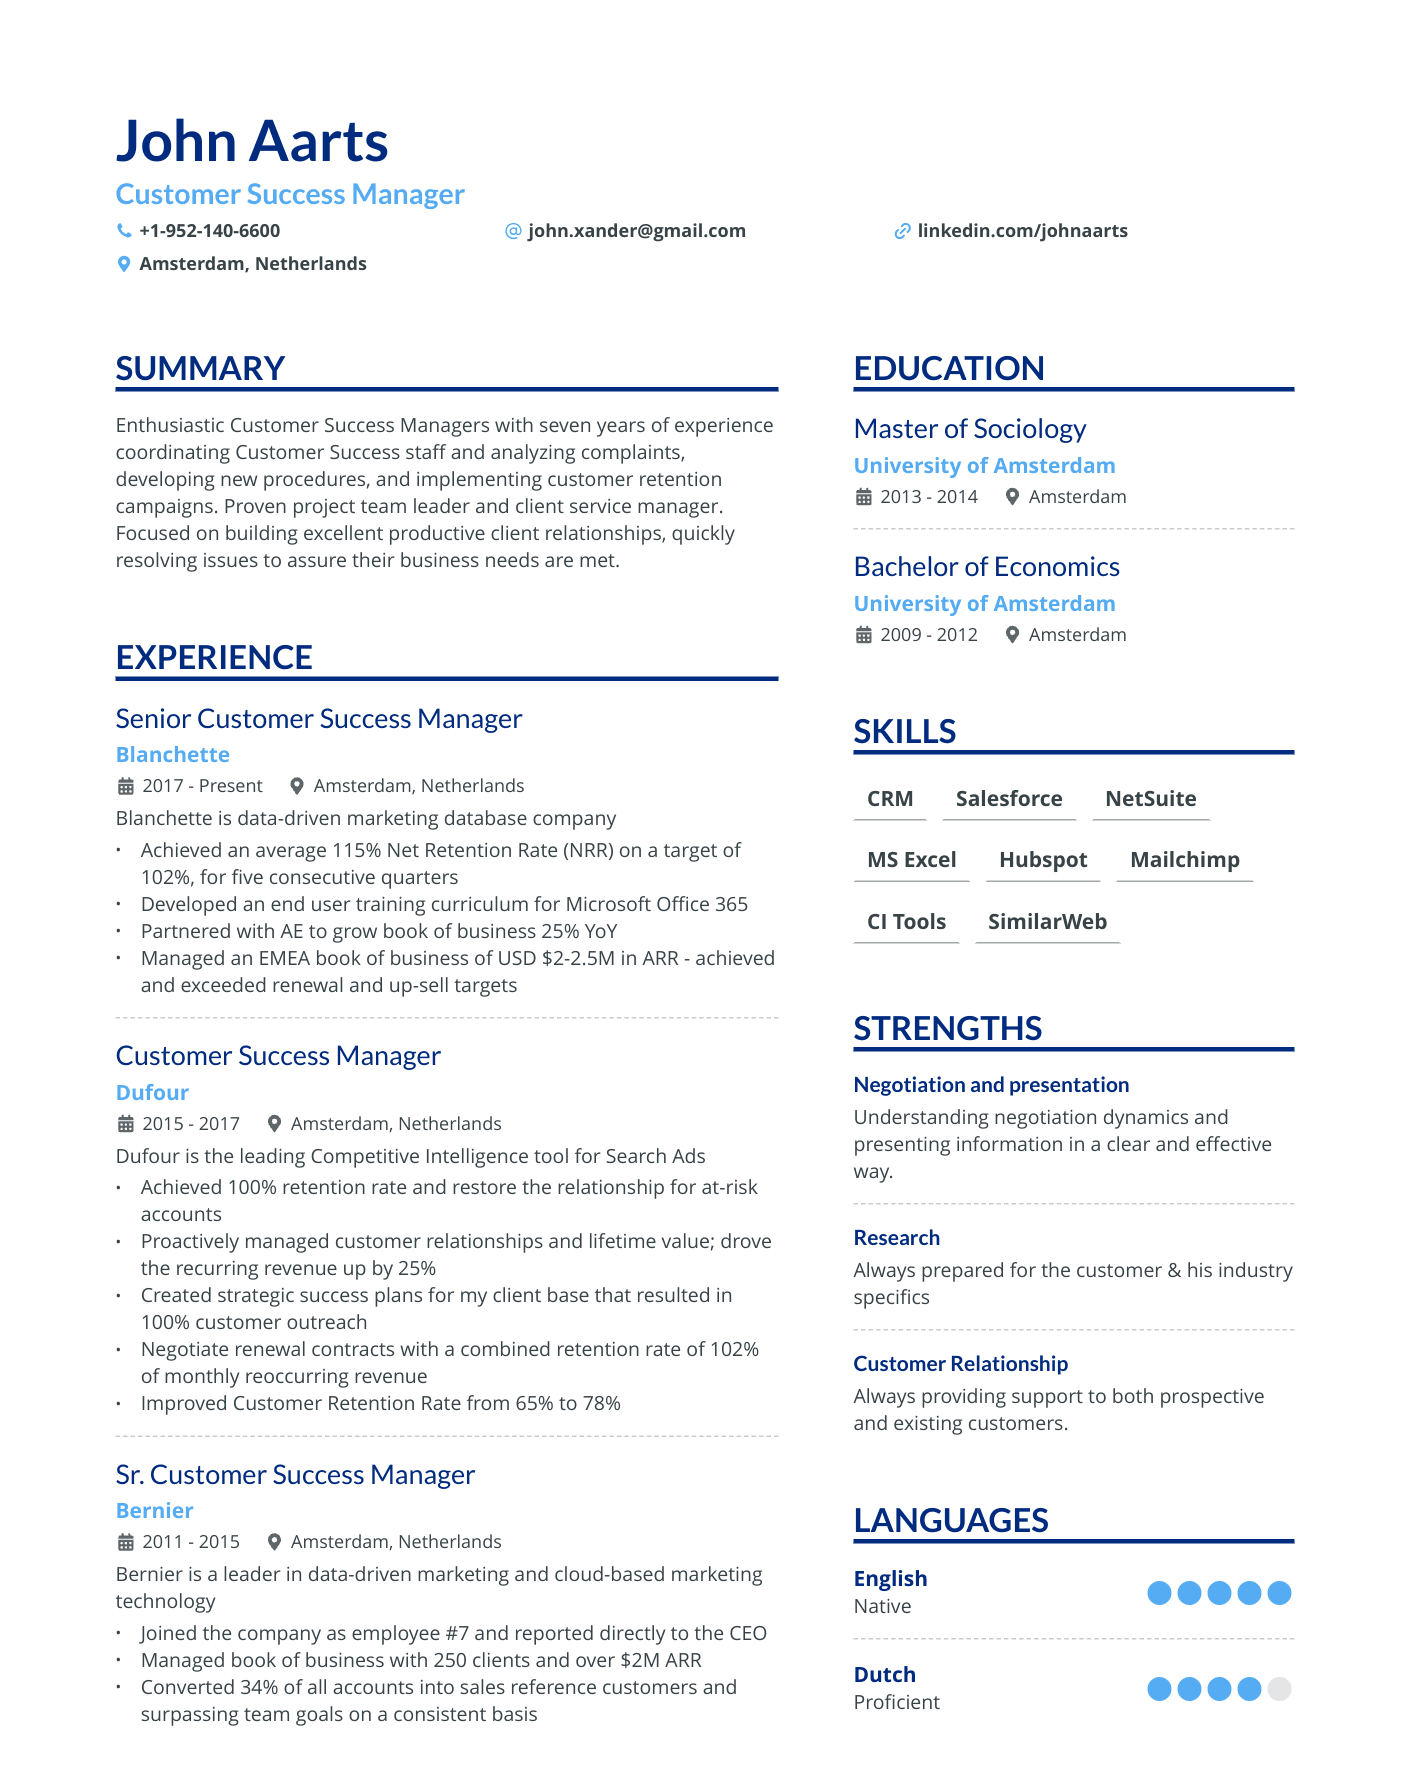 John Aarts
Customer Success Manager
+1-952-140-6600
@ john.xander@gmail.com
linkedin.com/johnaarts
Amsterdam, Netherlands
SUMMARY
Enthusiastic Customer Success Managers with seven years of experience
coordinating Customer Success staff and analyzing complaints,
developing new procedures, and implementing customer retention
campaigns. Proven project team leader and client service manager.
Focused on building excellent productive client relationships, quickly
resolving issues to assure their business needs are met.
EXPERIENCE
Senior Customer Success Manager
Blanchette
2017 - Present Amsterdam, Netherlands
Blanchette is data-driven marketing database company
• Achieved an average 115% Net Retention Rate (NRR) on a target of
102%, for five consecutive quarters
• Developed an end user training curriculum for Microsoft Office 365
• Partnered with AE to grow book of business 25% YoY
• Managed an EMEA book of business of USD $2-2.5M in ARR - achieved
and exceeded renewal and up-sell targets
Customer Success Manager
Dufour
2015 - 2017 Amsterdam, Netherlands
Dufour is the leading Competitive Intelligence tool for Search Ads
• Achieved 100% retention rate and restore the relationship for at-risk
accounts
• Proactively managed customer relationships and lifetime value; drove
the recurring revenue up by 25%
• Created strategic success plans for my client base that resulted in
100% customer outreach
• Negotiate renewal contracts with a combined retention rate of 102%
of monthly reoccurring revenue
• Improved Customer Retention Rate from 65% to 78%
Sr. Customer Success Manager
Bernier
2011 - 2015 Amsterdam, Netherlands
Bernier is a leader in data-driven marketing and cloud-based marketing
technology
• Joined the company as employee #7 and reported directly to the CEO
• Managed book of business with 250 clients and over $2M ARR
• Converted 34% of all accounts into sales reference customers and
surpassing team goals on a consistent basis
EDUCATION
Master of Sociology
University of Amsterdam
2013 - 2014 Amsterdam
Bachelor of Economics
University of Amsterdam
2009 - 2012 Amsterdam
SKILLS
CRM Salesforce NetSuite
MS Excel Hubspot Mailchimp
CI Tools SimilarWeb
STRENGTHS
Negotiation and presentation
Understanding negotiation dynamics and
presenting information in a clear and effective
way.
Research
Always prepared for the customer & his industry
specifics
Customer Relationship
Always providing support to both prospective
and existing customers.
LANGUAGES
English
Native
Dutch
Proficient